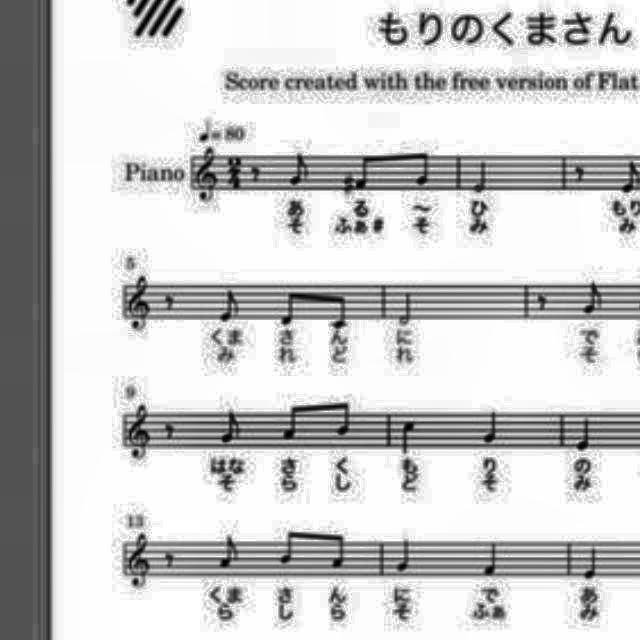 もりのくまさん
Score created with the free version of Flat
♩= 80
Piano
あ る 〜 ひ もり
そ ふぁ# そ み み
5
くま さ ん に で
み れ ど れ そ
9
はな さ く も り の
そ ら し ど そ み
13
くま さ ん に で あ
ら し ら そ ふぁ み